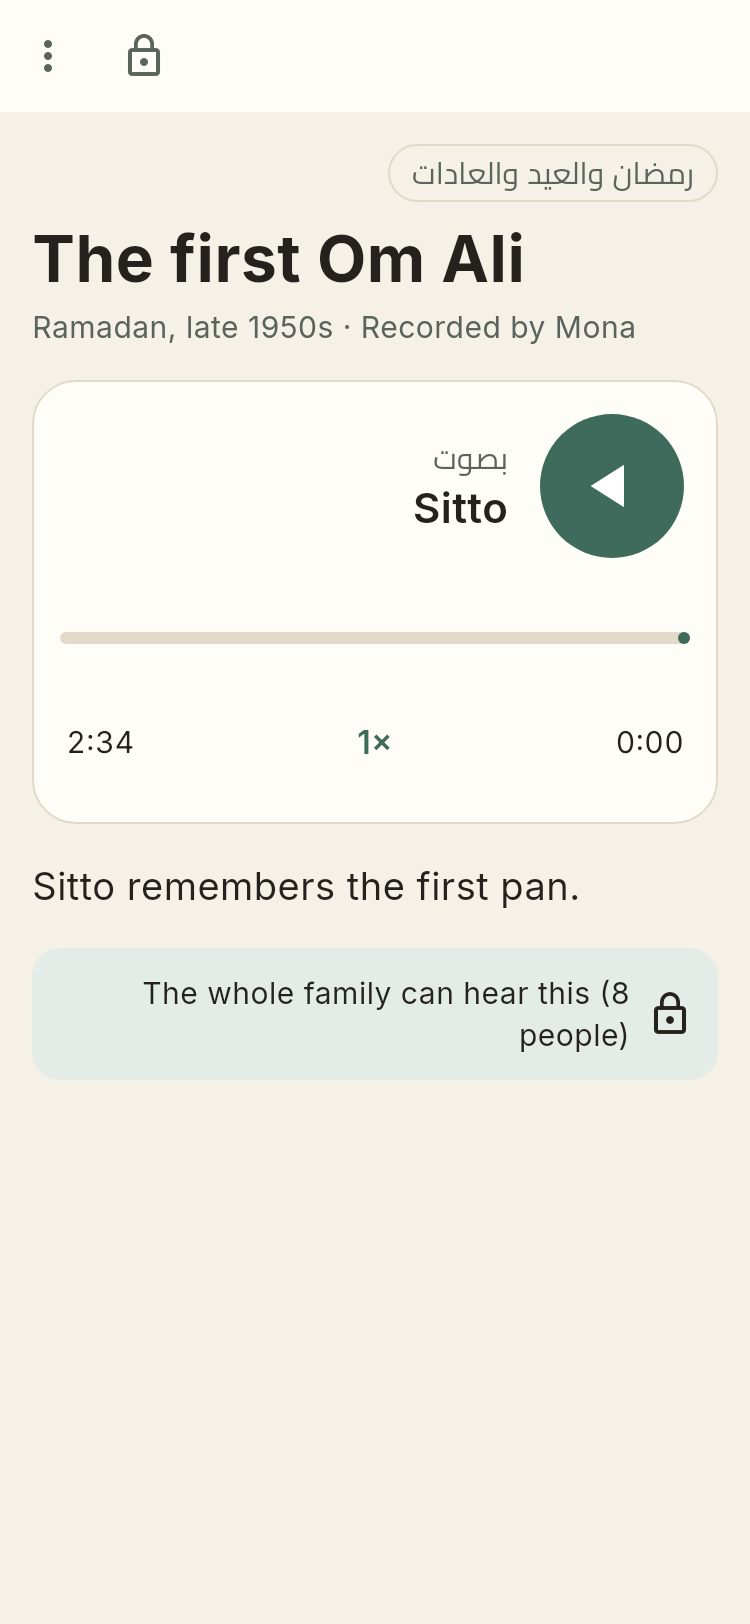 رمضان والعيد والعادات
The first Om Ali
Ramadan, late 1950s · Recorded by Mona
بصوت
Sitto
0:00
1×
2:34
Sitto remembers the first pan.
The whole family can hear this (8
people)